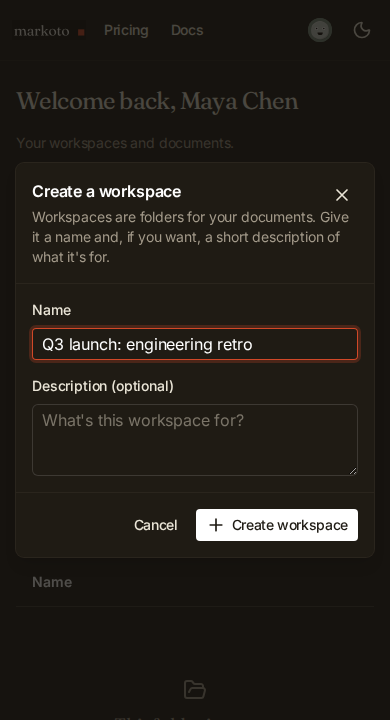 markoto Pricing Docs
Welcome back, Maya Chen
Your workspaces and documents.
Create a workspace
Workspaces are folders for your documents. Give
it a name and, if you want, a short description of
what it's for.
Name
Q3 launch: engineering retro
Description (optional)
What's this workspace for?
Cancel Create workspace
Name